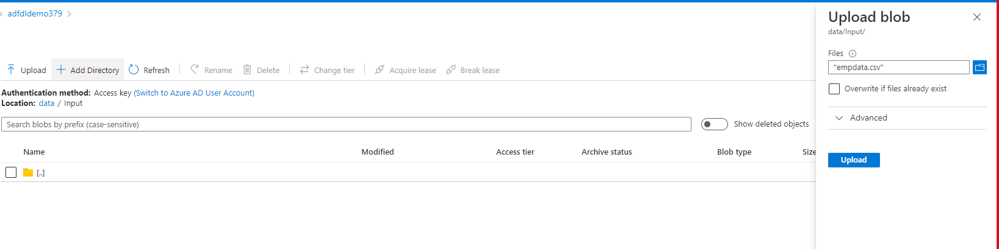 adfdldemo379
Upload Add Directory Refresh Rename Delete Change tier Acquire lease Break lease
Authentication method: Access key (Switch to Azure AD User Account)
Location: data / Input
Search blobs by prefix (case-sensitive) Show deleted objects
Name Modified Access tier Archive status Blob type Size
[..]
Upload blob
data/Input/
Files
"empdata.csv"
Overwrite if files already exist
Advanced
Upload